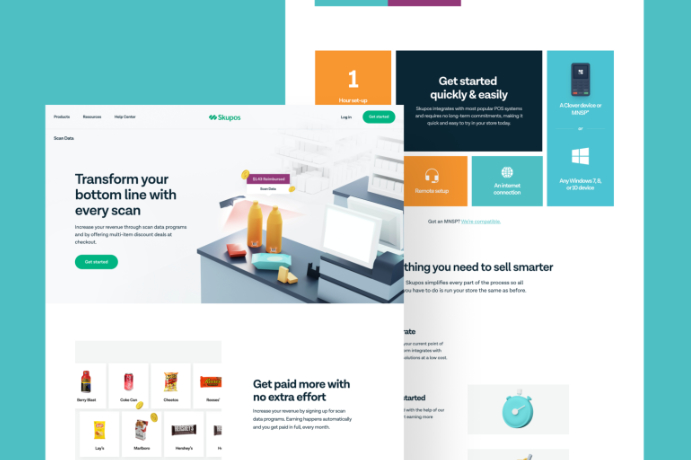 Products
Resources
Help Center
Skupos
Log in
Get started
Scan Data
Transform your
bottom line with
every scan
Increase your revenue through scan data programs
and by offering multi-item discount deals at
checkout.
Get started
Scan Data
Berry Blast
Coke Can
Cheetos
Reeses'
Lay's
Marlboro
Hershey's
Get paid more with
no extra effort
Increase your revenue by signing up for scan
data programs. Earning happens automatically
and you get paid in full, every month.
1
Hour set up
Get started
quickly & easily
Skupos integrates with most popular POS systems
and requires no long-term commitments, making it
quick and easy to try in your store today.
A Clover device or
MNSP*
or
Any Windows 7, 8,
or 10 device
Remote setup
An internet
connection
Got an MNSP? We're compatible.
thing you need to sell smarter
Skupos simplifies every part of the process so all
you have to do is run your store the same as before.
rate
your current point of
erm integrates with
solutions at a low cost.
started
with the help of our
t earning more